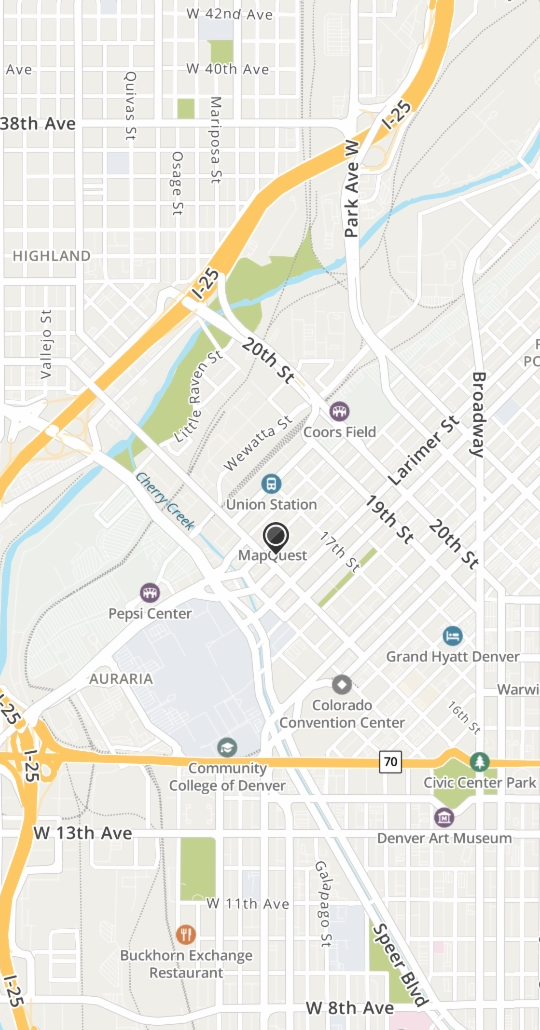 W 42nd Ave
Ave
W 40th Ave
Quivas St
Mariposa St
38th Ave
I-25
Osage St
Park Ave W
HIGHLAND
I-25
Vallejo St
20th St
Little Raven St
Broadway
Coors Field
Larimer St
Wewatta St
Cherry Creek
Union Station
19th St
20th St
17th St
MapQuest
Pepsi Center
Grand Hyatt Denver
AURARIA
Warwi
I-25
Colorado
Convention Center
16th St
I-25
Community
College of Denver
70
Civic Center Park
W 13th Ave
Denver Art Museum
Galapago St
W 11th Ave
Buckhorn Exchange
Restaurant
Speer Blvd
I-25
W 8th Ave